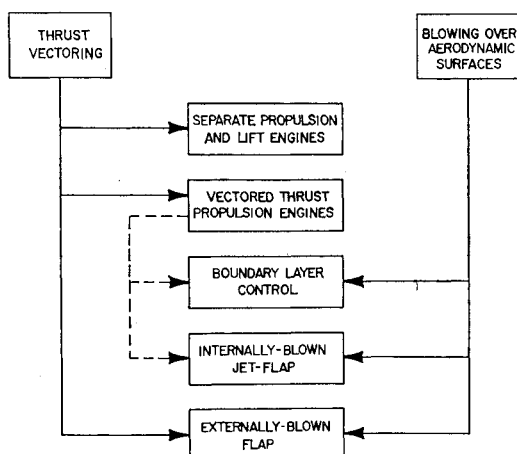 THRUST
VECTORING
BLOWING OVER
AERODYNAMIC
SURFACES
SEPARATE PROPULSION
AND LIFT ENGINES
VECTORED THRUST
PROPULSION ENGINES
BOUNDARY LAYER
CONTROL
INTERNALLY-BLOWN
JET-FLAP
EXTERNALLY-BLOWN
FLAP